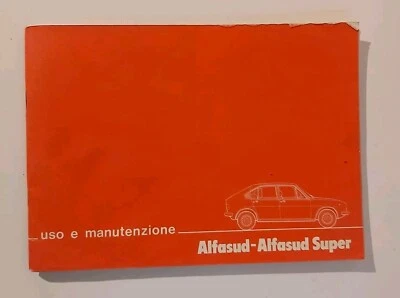 uso e manutenzione
Alfasud-Alfasud Super